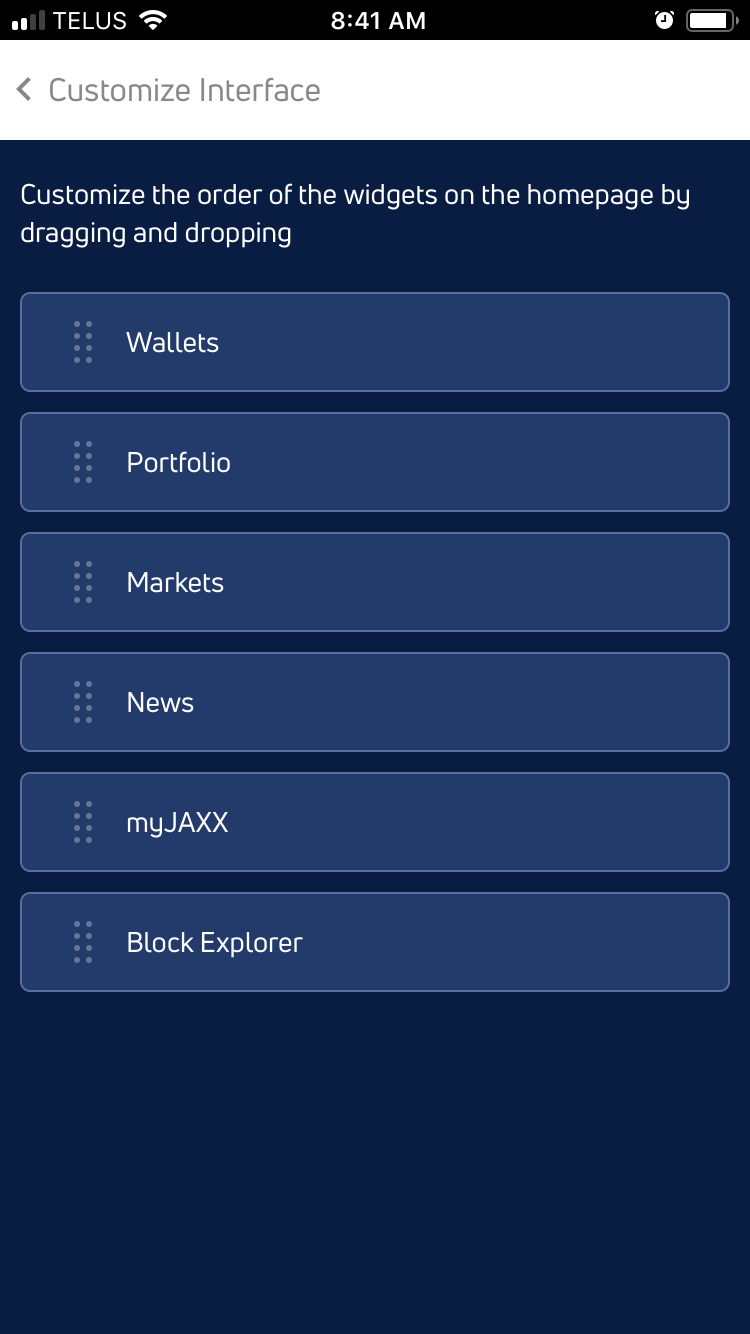 TELUS 8:41 AM
Customize Interface
Customize the order of the widgets on the homepage by
dragging and dropping
Wallets
Portfolio
Markets
News
myJAXX
Block Explorer